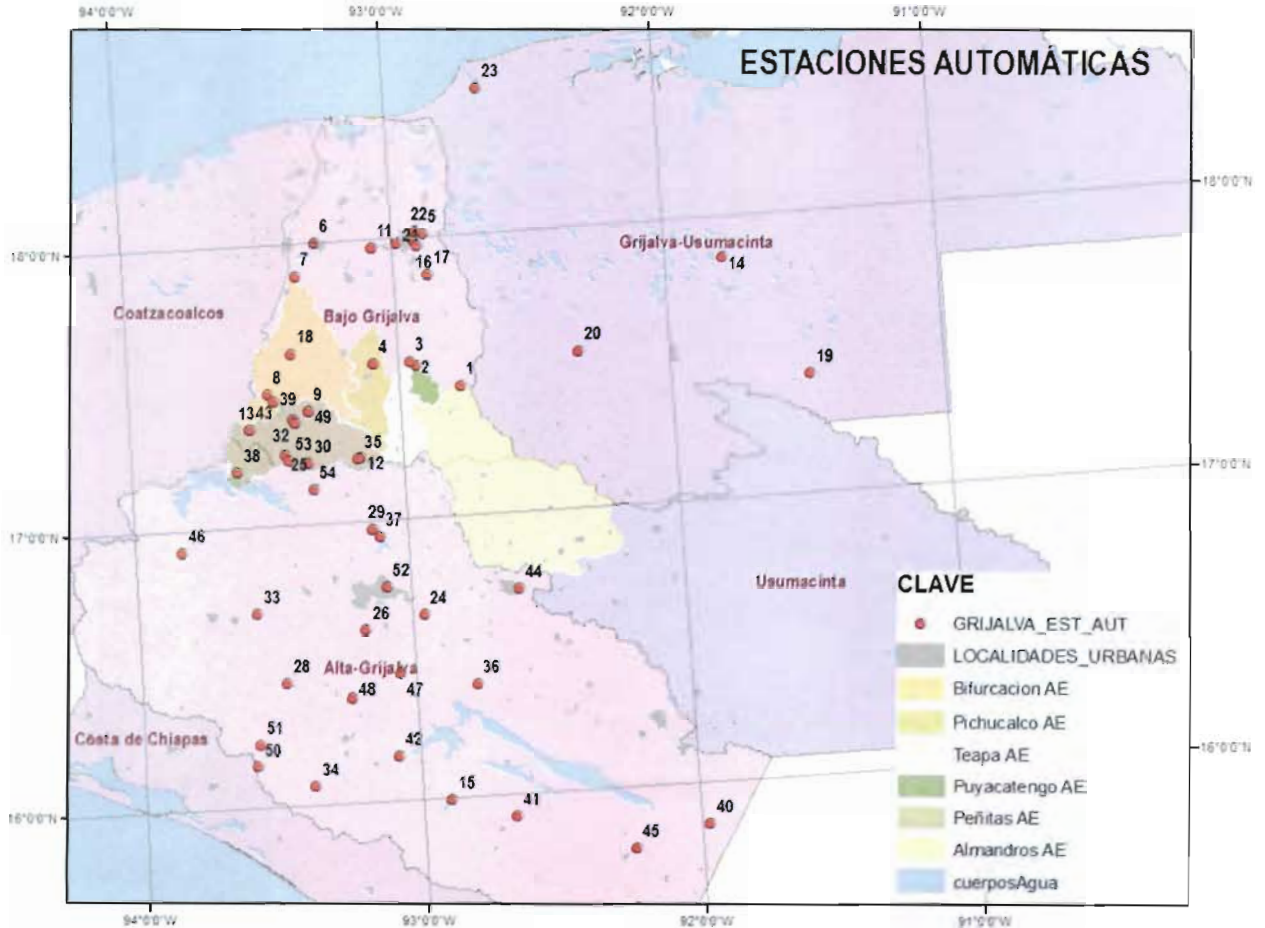 94°0'0"W 93°0'0"W 92°0'0"W 91°0'0"W
ESTACIONES AUTOMÁTICAS
23
18°0'0"N
6
11
225
21
Grijalva-Usumacinta
14
16
17
18°0'0"N
7
Coatzacoalcos
Bajo Grijalva
18
4
3
2
1
20
19
8
39
9
49
13
43
32
53
30
35
12
38
25
54
17°0'0"N
29
37
17°0'0"N
46
52
44
Usumacinta
33
26
24
28
Alta-Grijalva
36
48
47
51
50
Costa de Chiapas
42
34
15
41
40
45
16°0'0"N
16°0'0"N
CLAVE
GRIJALVA_EST_AUT
LOCALIDADES_URBANAS
Bifurcacion AE
Pichucalco AE
Teapa AE
Puyacatengo AE
Peñitas AE
Almandros AE
cuerposAgua
94°0'0"W 93°0'0"W 92°0'0"W 91°0'0"W